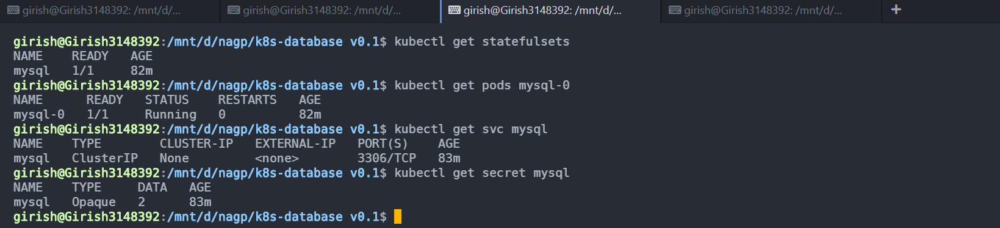 girish@Girish3148392: /mnt/d/... girish@Girish3148392: /mnt/d/... girish@Girish3148392: /mnt/d/... girish@Girish3148392: /mnt/d/... +
girish@Girish3148392:/mnt/d/nagp/k8s-database v0.1$ kubectl get statefulsets
NAME    READY   AGE
mysql   1/1     82m
girish@Girish3148392:/mnt/d/nagp/k8s-database v0.1$ kubectl get pods mysql-0
NAME      READY   STATUS    RESTARTS   AGE
mysql-0   1/1     Running   0          82m
girish@Girish3148392:/mnt/d/nagp/k8s-database v0.1$ kubectl get svc mysql
NAME    TYPE        CLUSTER-IP   EXTERNAL-IP   PORT(S)    AGE
mysql   ClusterIP   None         <none>        3306/TCP   83m
girish@Girish3148392:/mnt/d/nagp/k8s-database v0.1$ kubectl get secret mysql
NAME    TYPE     DATA   AGE
mysql   Opaque   2      83m
girish@Girish3148392:/mnt/d/nagp/k8s-database v0.1$